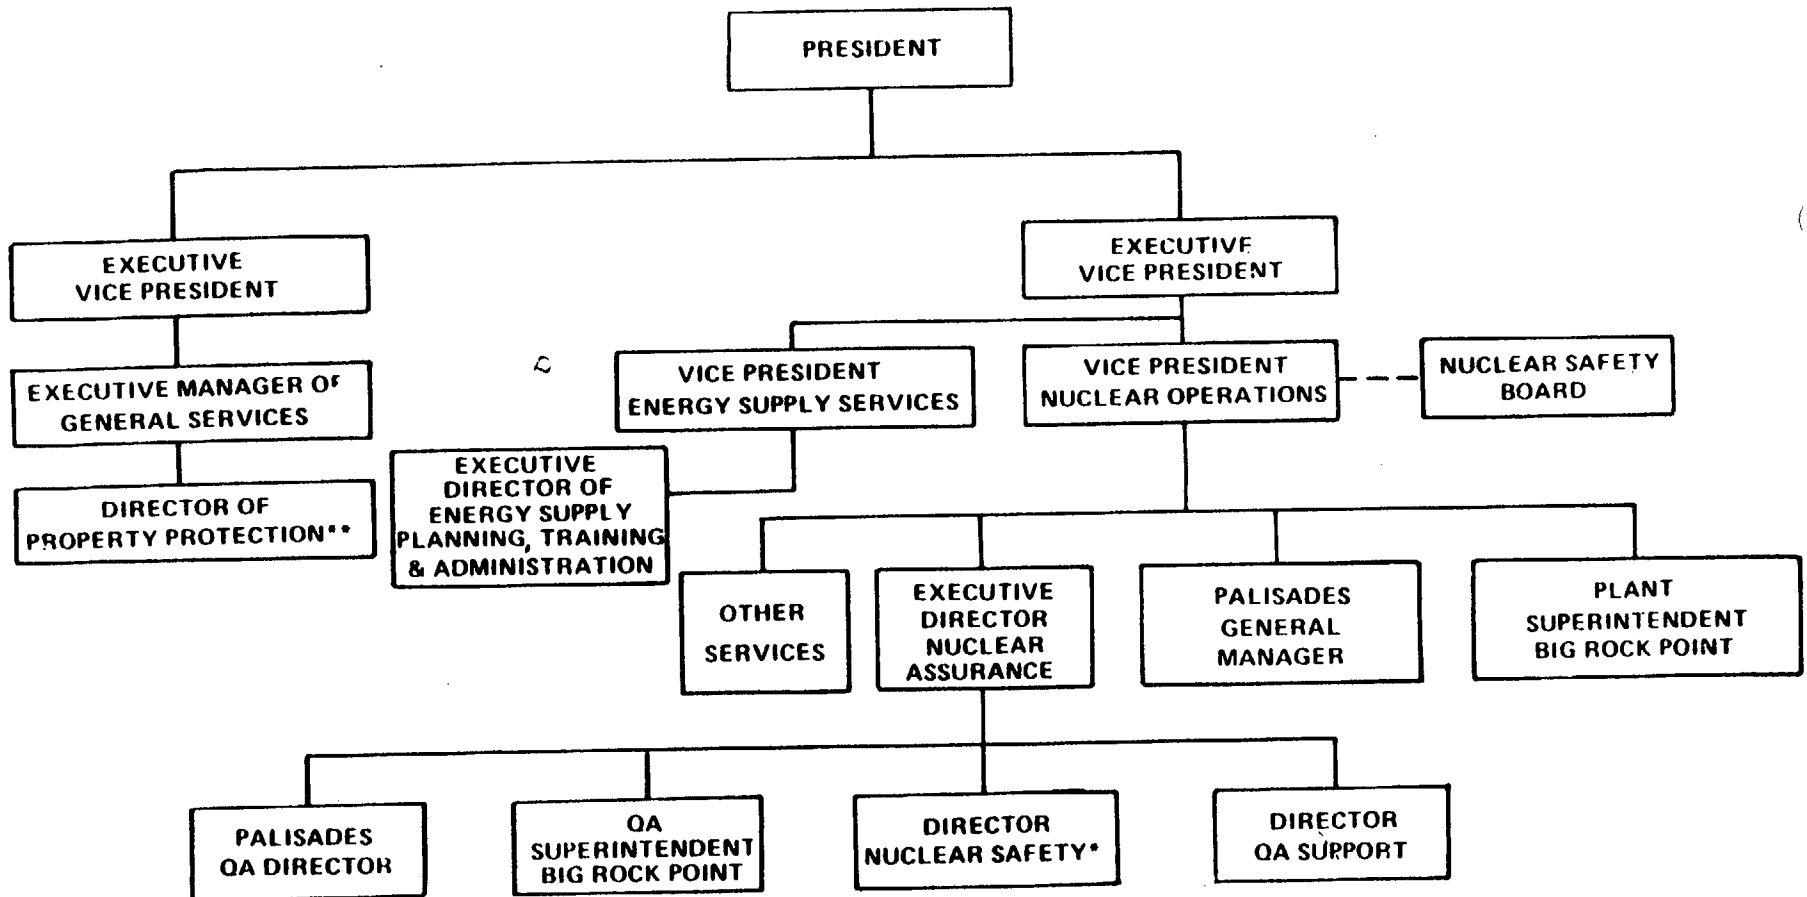 PRESIDENT
EXECUTIVE
VICE PRESIDENT
EXECUTIVE
VICE PRESIDENT
EXECUTIVE MANAGER OF
GENERAL SERVICES
VICE PRESIDENT
ENERGY SUPPLY SERVICES
VICE PRESIDENT
NUCLEAR OPERATIONS
NUCLEAR SAFETY
BOARD
DIRECTOR OF
PROPERTY PROTECTION**
EXECUTIVE
DIRECTOR OF
ENERGY SUPPLY
PLANNING, TRAINING
& ADMINISTRATION
OTHER
SERVICES
EXECUTIVE
DIRECTOR
NUCLEAR
ASSURANCE
PALISADES
GENERAL
MANAGER
PLANT
SUPERINTENDENT
BIG ROCK POINT
PALISADES
QA DIRECTOR
QA
SUPERINTENDENT
BIG ROCK POINT
DIRECTOR
NUCLEAR SAFETY*
DIRECTOR
QA SUPPORT